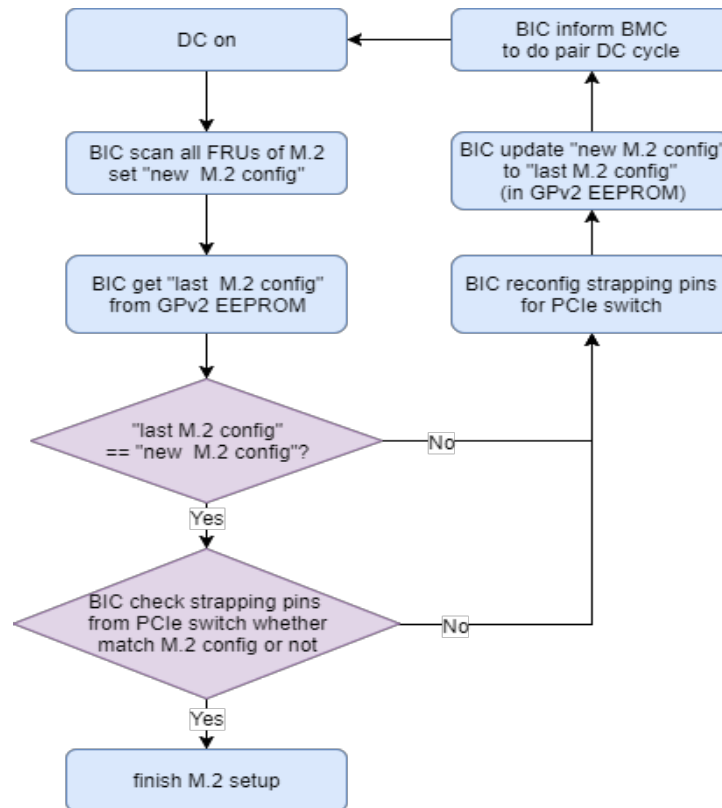 DC on
BIC scan all FRUs of M.2
set "new  M.2 config"
BIC get "last  M.2 config"
from GPv2 EEPROM
"last M.2 config"
== "new  M.2 config"?
No
Yes
BIC check strapping pins
from PCIe switch whether
match M.2 config or not
No
Yes
finish M.2 setup
BIC reconfig strapping pins
for PCIe switch
BIC update "new M.2 config"
to "last M.2 config"
(in GPv2 EEPROM)
BIC inform BMC
to do pair DC cycle